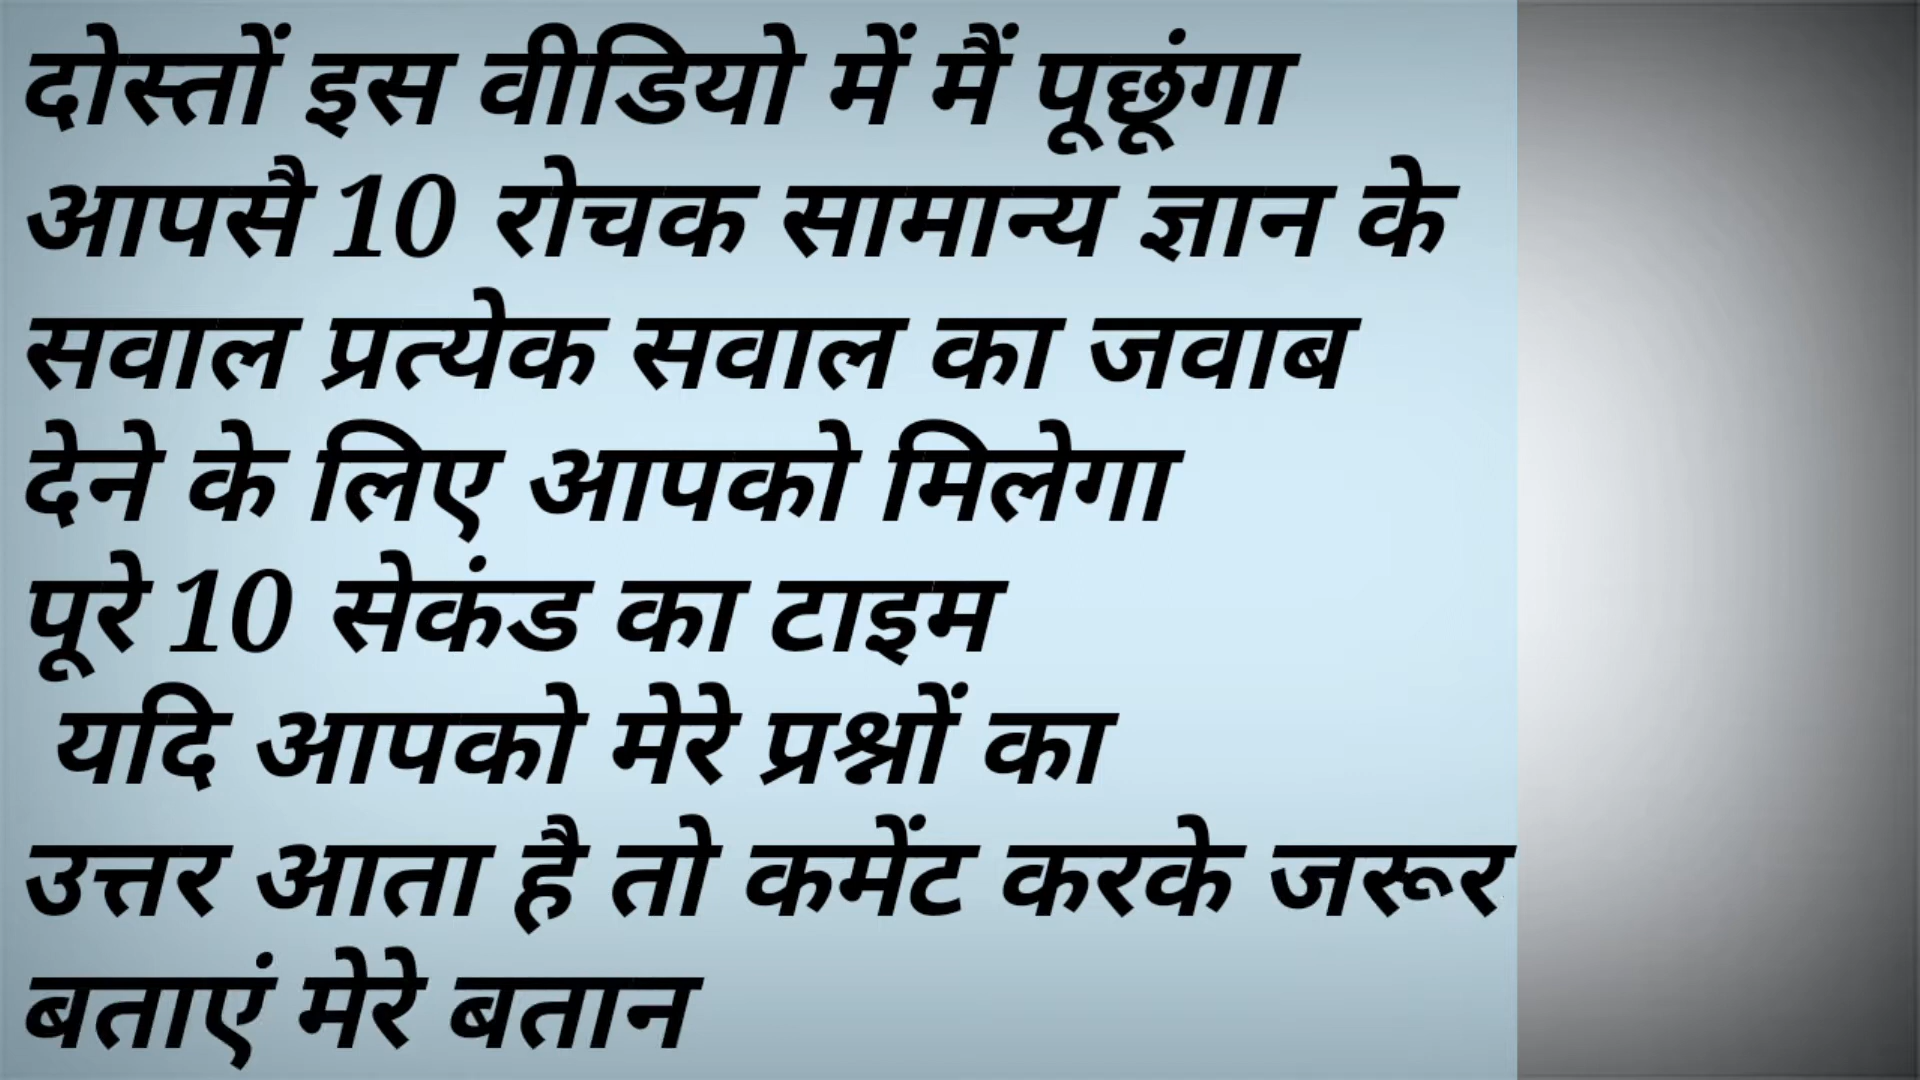 दोस्तों इस वीडियो में मैं पूछूंगा
आपसै 10 रोचक सामान्य ज्ञान के
सवाल प्रत्येक सवाल का जवाब
देने के लिए आपको मिलेगा
पूरे 10 सेकंड का टाइम
यदि आपको मेरे प्रश्नों का
उत्तर आता है तो कमेंट करके जरूर
बताएं मेरे बतान